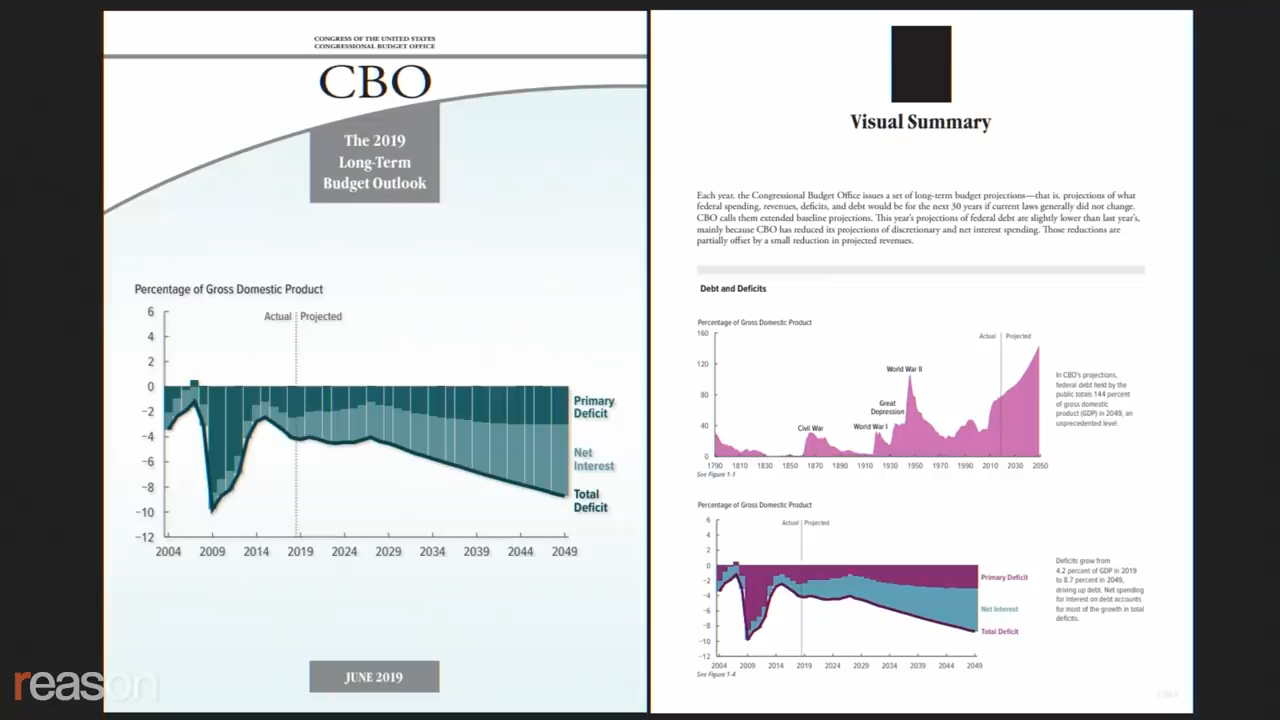 CONGRESS OF THE UNITED STATES
CONGRESSIONAL BUDGET OFFICE
CBO
The 2019
Long-Term
Budget Outlook
Percentage of Gross Domestic Product
6
Actual Projected
4
2
0
−2
−4
−6
−8
−10
−12
Primary
Deficit
Net
Interest
Total
Deficit
2004 2009 2014 2019 2024 2029 2034 2039 2044 2049
JUNE 2019
reason
Visual Summary
Each year, the Congressional Budget Office issues a set of long-term budget projections—that is, projections of what
federal spending, revenues, deficits, and debt would be for the next 30 years if current laws generally did not change.
CBO calls them extended baseline projections. This year's projections of federal debt are slightly lower than last year's,
mainly because CBO has reduced its projections of discretionary and net interest spending. Those reductions are
partially offset by a small reduction in projected revenues.
Debt and Deficits
Percentage of Gross Domestic Product
160
Actual Projected
120
80
40
0
World War II
Great
Depression
Civil War
World War I
1790 1810 1830 1850 1870 1890 1910 1930 1950 1970 1990 2010 2030 2050
See Figure 1-1
In CBO's projections,
federal debt held by the
public totals 144 percent
of gross domestic
product (GDP) in 2049, an
unprecedented level.
Percentage of Gross Domestic Product
6
Actual Projected
4
2
0
−2
−4
−6
−8
−10
−12
Primary Deficit
Net Interest
Total Deficit
2004 2009 2014 2019 2024 2029 2034 2039 2044 2049
See Figure 1-4
Deficits grow from
4.2 percent of GDP in 2019
to 8.7 percent in 2049,
driving up debt. Net spending
for interest on debt accounts
for most of the growth in total
deficits.
CBO